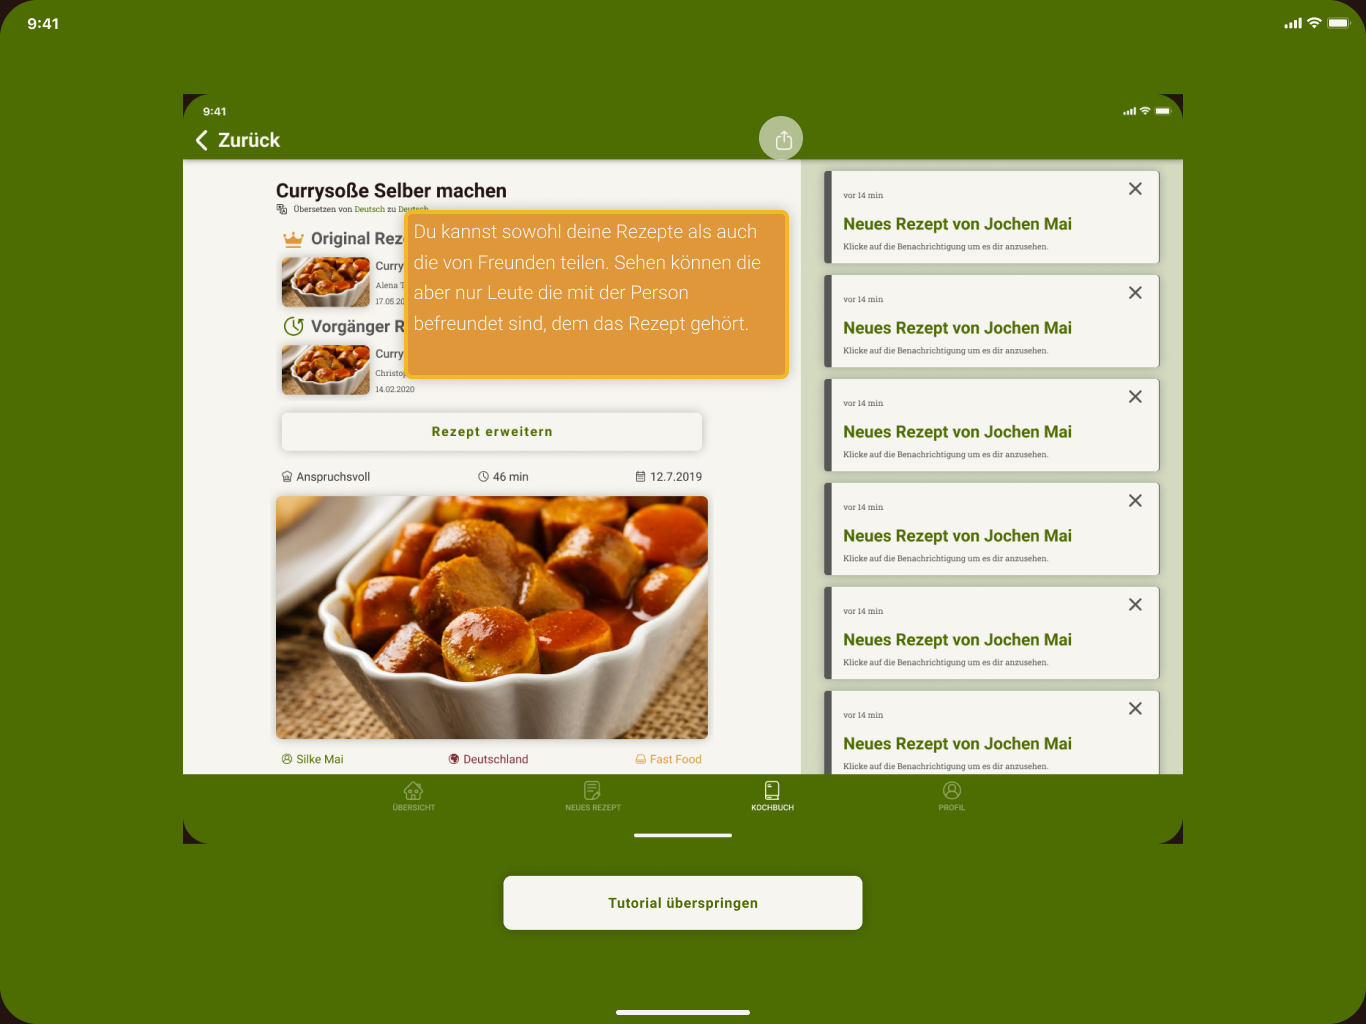 9:41
9:41
Zurück
Currysoße Selber machen
Übersetzen von Deutsch zu Deutsch
Original Rez
Curry
Alena T
17.05.20
Vorgänger R
Curry
Christop
14.02.2020
Du kannst sowohl deine Rezepte als auch
die von Freunden teilen. Sehen können die
aber nur Leute die mit der Person
befreundet sind, dem das Rezept gehört.
Rezept erweitern
Anspruchsvoll
46 min
12.7.2019
Silke Mai
Deutschland
Fast Food
vor 14 min
Neues Rezept von Jochen Mai
Klicke auf die Benachrichtigung um es dir anzusehen.
vor 14 min
Neues Rezept von Jochen Mai
Klicke auf die Benachrichtigung um es dir anzusehen.
vor 14 min
Neues Rezept von Jochen Mai
Klicke auf die Benachrichtigung um es dir anzusehen.
vor 14 min
Neues Rezept von Jochen Mai
Klicke auf die Benachrichtigung um es dir anzusehen.
vor 14 min
Neues Rezept von Jochen Mai
Klicke auf die Benachrichtigung um es dir anzusehen.
vor 14 min
Neues Rezept von Jochen Mai
Klicke auf die Benachrichtigung um es dir anzusehen.
ÜBERSICHT
NEUES REZEPT
KOCHBUCH
PROFIL
Tutorial überspringen